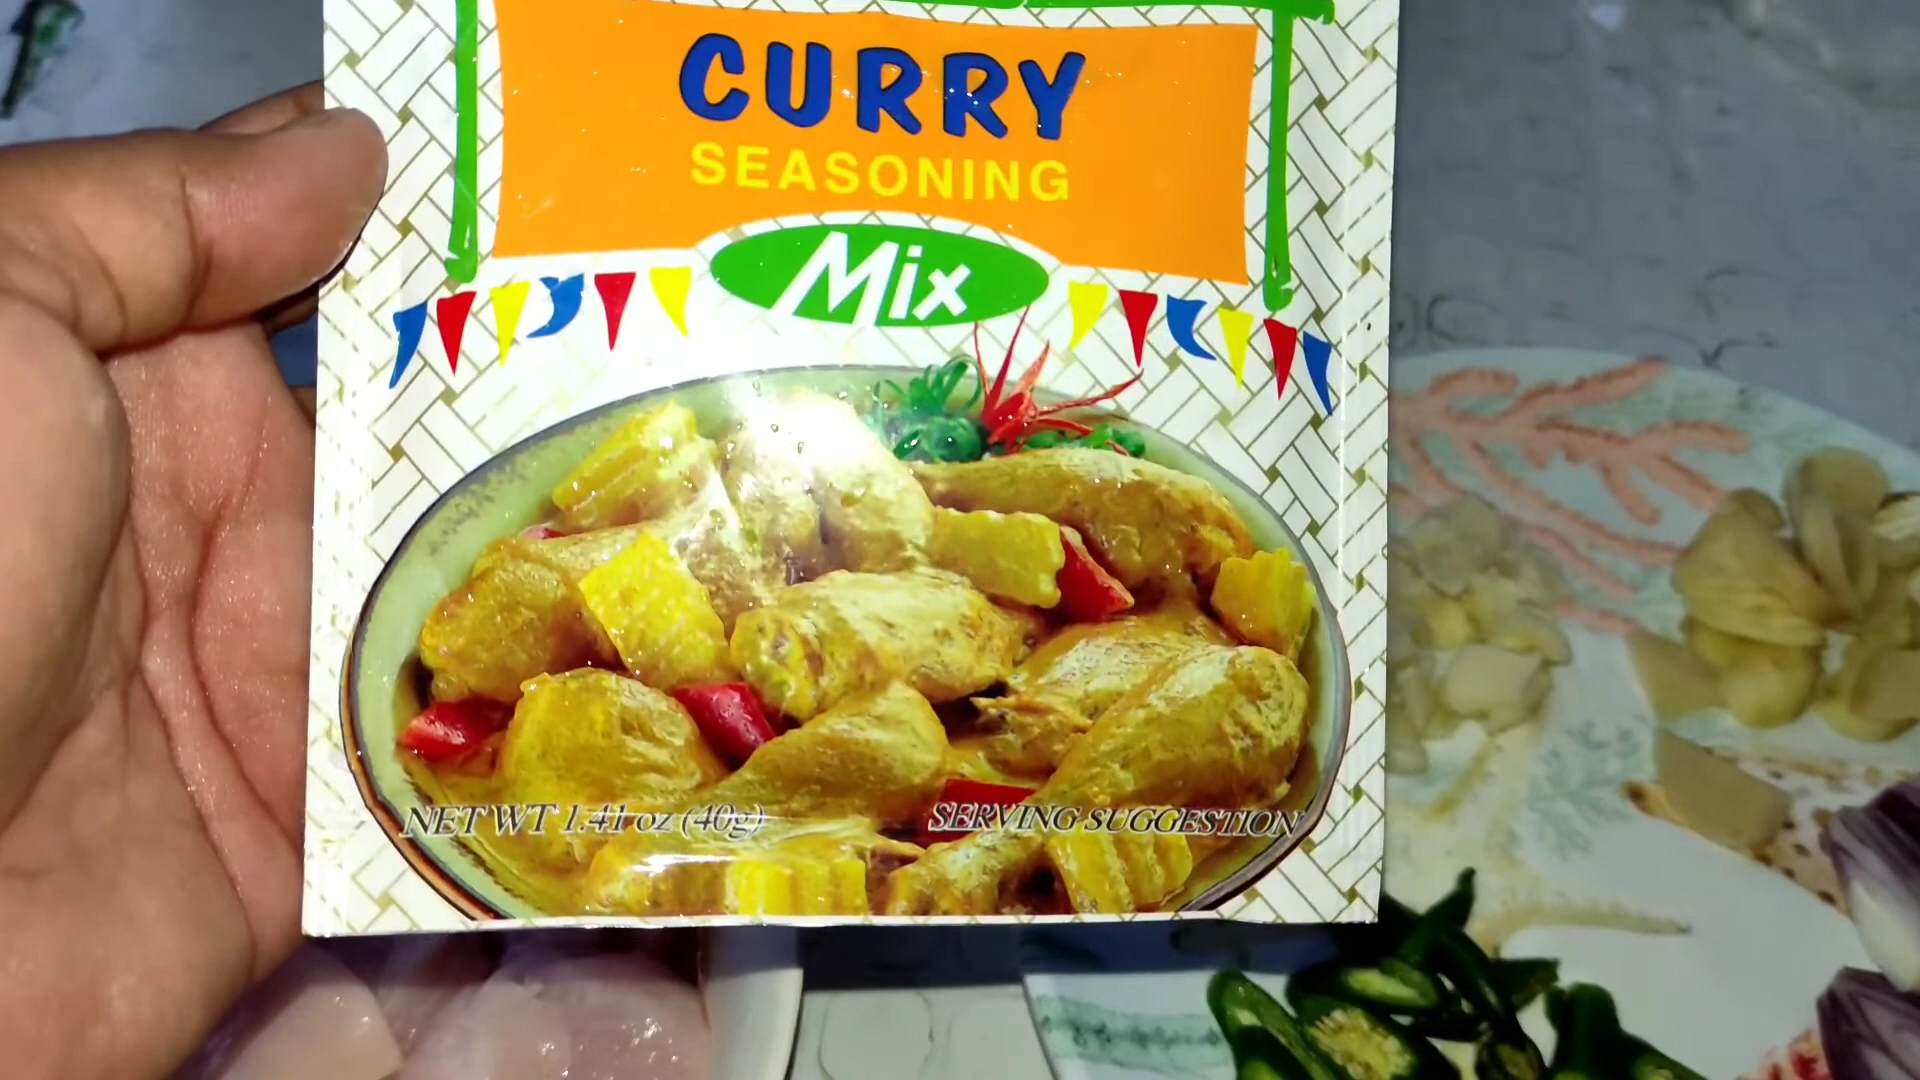 CURRY
SEASONING
Mix
NET WT 1.41 oz (40g)
SERVING SUGGESTION